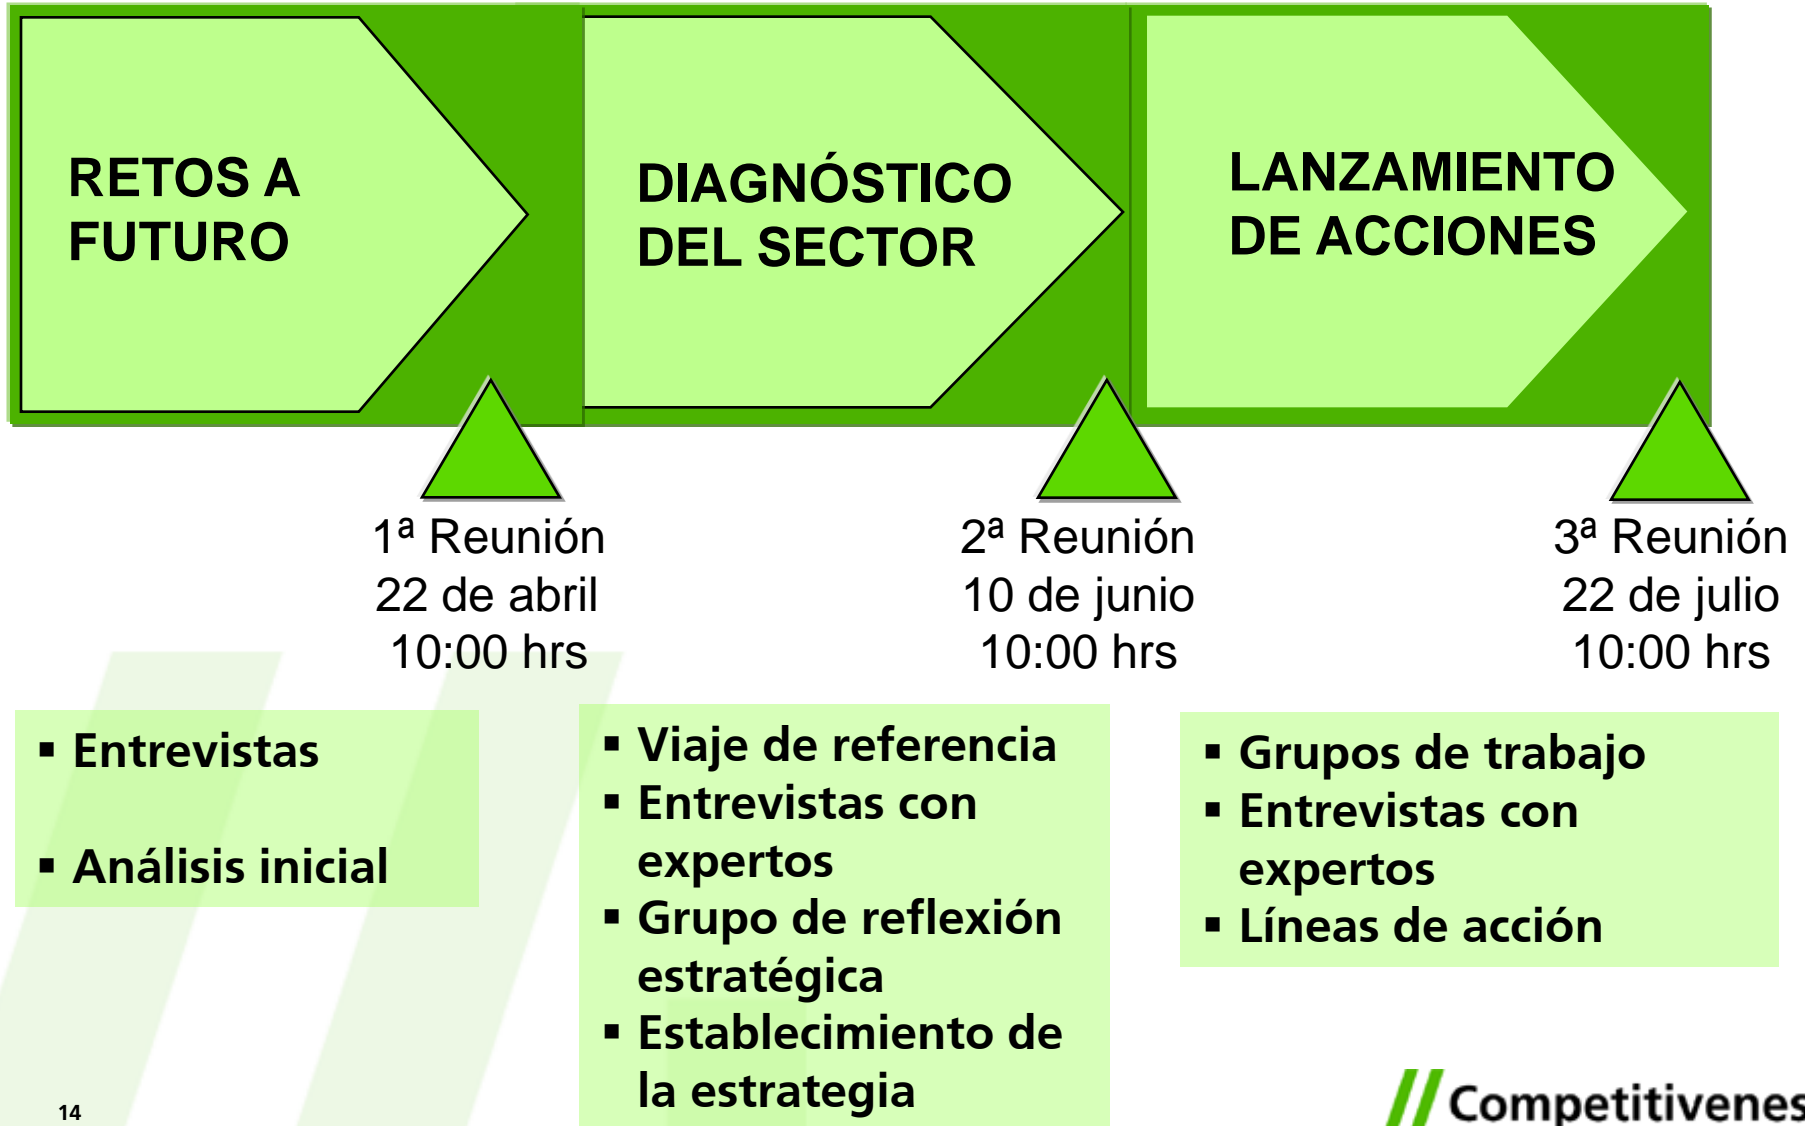 RETOS A
FUTURO
DIAGNÓSTICO
DEL SECTOR
LANZAMIENTO
DE ACCIONES
1ª Reunión
22 de abril
10:00 hrs
2ª Reunión
10 de junio
10:00 hrs
3ª Reunión
22 de julio
10:00 hrs
▪ Entrevistas
▪ Análisis inicial
▪ Viaje de referencia
▪ Entrevistas con
expertos
▪ Grupo de reflexión
estratégica
▪ Establecimiento de
la estrategia
▪ Grupos de trabajo
▪ Entrevistas con
expertos
▪ Líneas de acción
14
Competitivenes